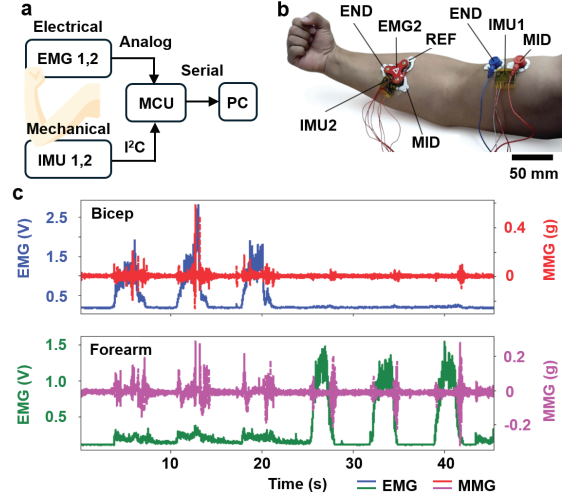 a
Electrical
EMG 1,2
Analog
Serial
MCU
PC
Mechanical
IMU 1,2
I²C
b
END
EMG2
REF
IMU2
MID
END
IMU1
MID
50 mm
c
Bicep
EMG (V)
2.5
1.5
0.5
MMG (g)
0.4
0
Forearm
EMG (V)
1.5
1.0
0.5
MMG (g)
0.2
0
-0.2
10 20 30 40
Time (s)
EMG MMG